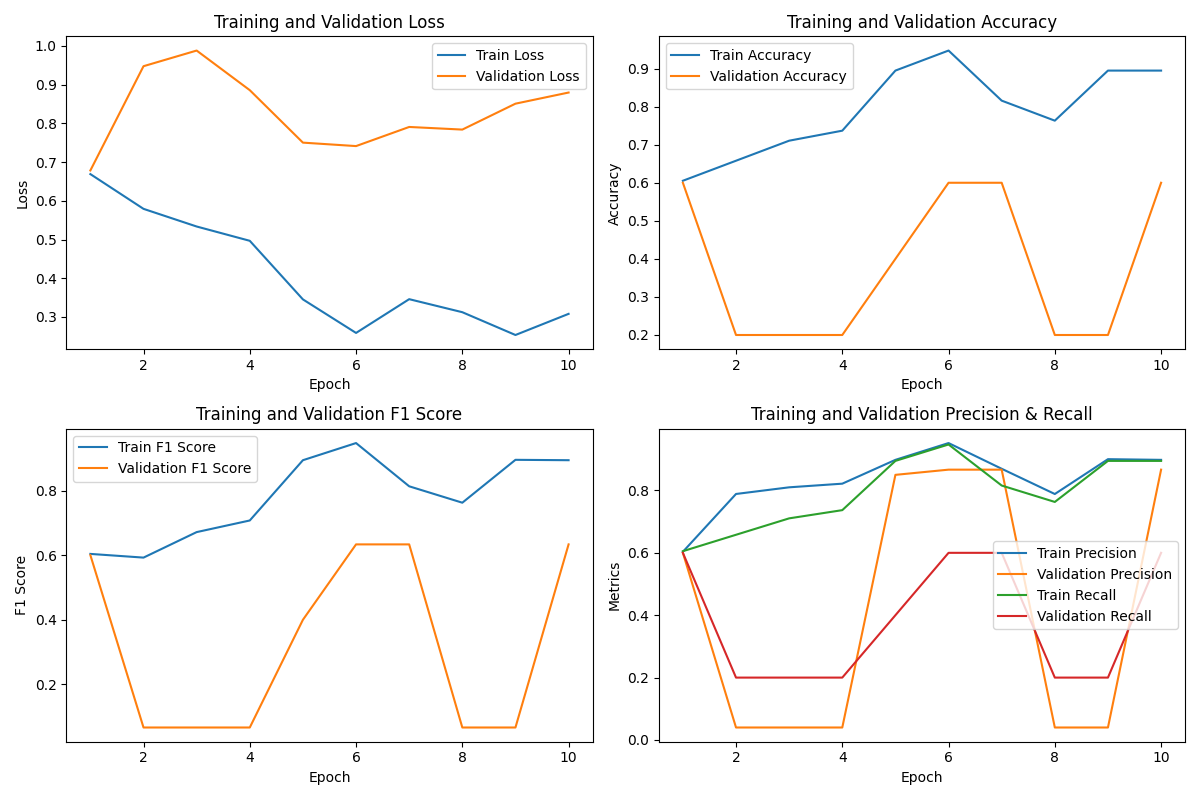 Training and Validation Loss
1.0
0.9
0.8
0.7
0.6
0.5
0.4
0.3
Loss
Train Loss
Validation Loss
2 4 6 8 10
Epoch
Training and Validation Accuracy
0.9
0.8
0.7
0.6
0.5
0.4
0.3
0.2
Accuracy
Train Accuracy
Validation Accuracy
2 4 6 8 10
Epoch
Training and Validation F1 Score
0.8
0.6
0.4
0.2
F1 Score
Train F1 Score
Validation F1 Score
2 4 6 8 10
Epoch
Training and Validation Precision & Recall
0.8
0.6
0.4
0.2
0.0
Metrics
Train Precision
Validation Precision
Train Recall
Validation Recall
2 4 6 8 10
Epoch